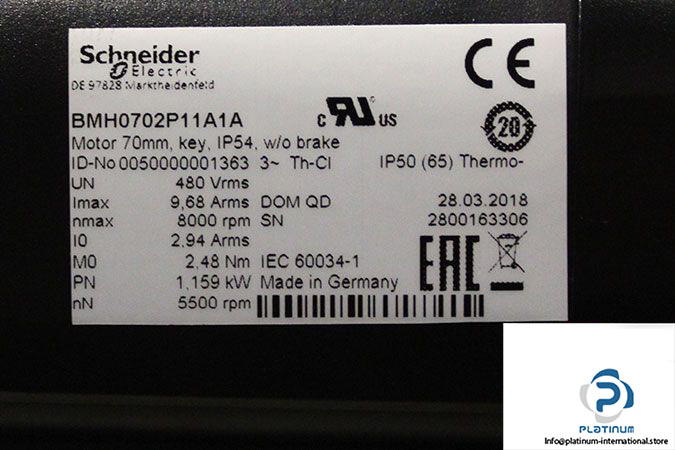 Schneider
Electric
DE 97828 Marktheidenfeld
CE
BMH0702P11A1A
c RU US
Motor 70mm, key, IP54, w/o brake
20
ID-No 0050000001363 3~ Th-Cl IP50 (65) Thermo-
UN 480 Vrms
Imax 9,68 Arms DOM QD 28.03.2018
nmax 8000 rpm SN 2800163306
I0 2,94 Arms
M0 2,48 Nm IEC 60034-1 EAC
PN 1,159 kW Made in Germany
nN 5500 rpm
PLATINUM
Info@platinum-international.store